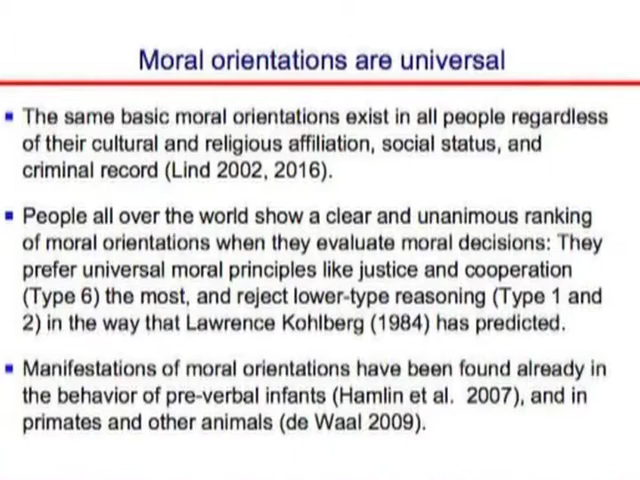 Moral orientations are universal
The same basic moral orientations exist in all people regardless
of their cultural and religious affiliation, social status, and
criminal record (Lind 2002, 2016).
People all over the world show a clear and unanimous ranking
of moral orientations when they evaluate moral decisions: They
prefer universal moral principles like justice and cooperation
(Type 6) the most, and reject lower-type reasoning (Type 1 and
2) in the way that Lawrence Kohlberg (1984) has predicted.
Manifestations of moral orientations have been found already in
the behavior of pre-verbal infants (Hamlin et al. 2007), and in
primates and other animals (de Waal 2009).